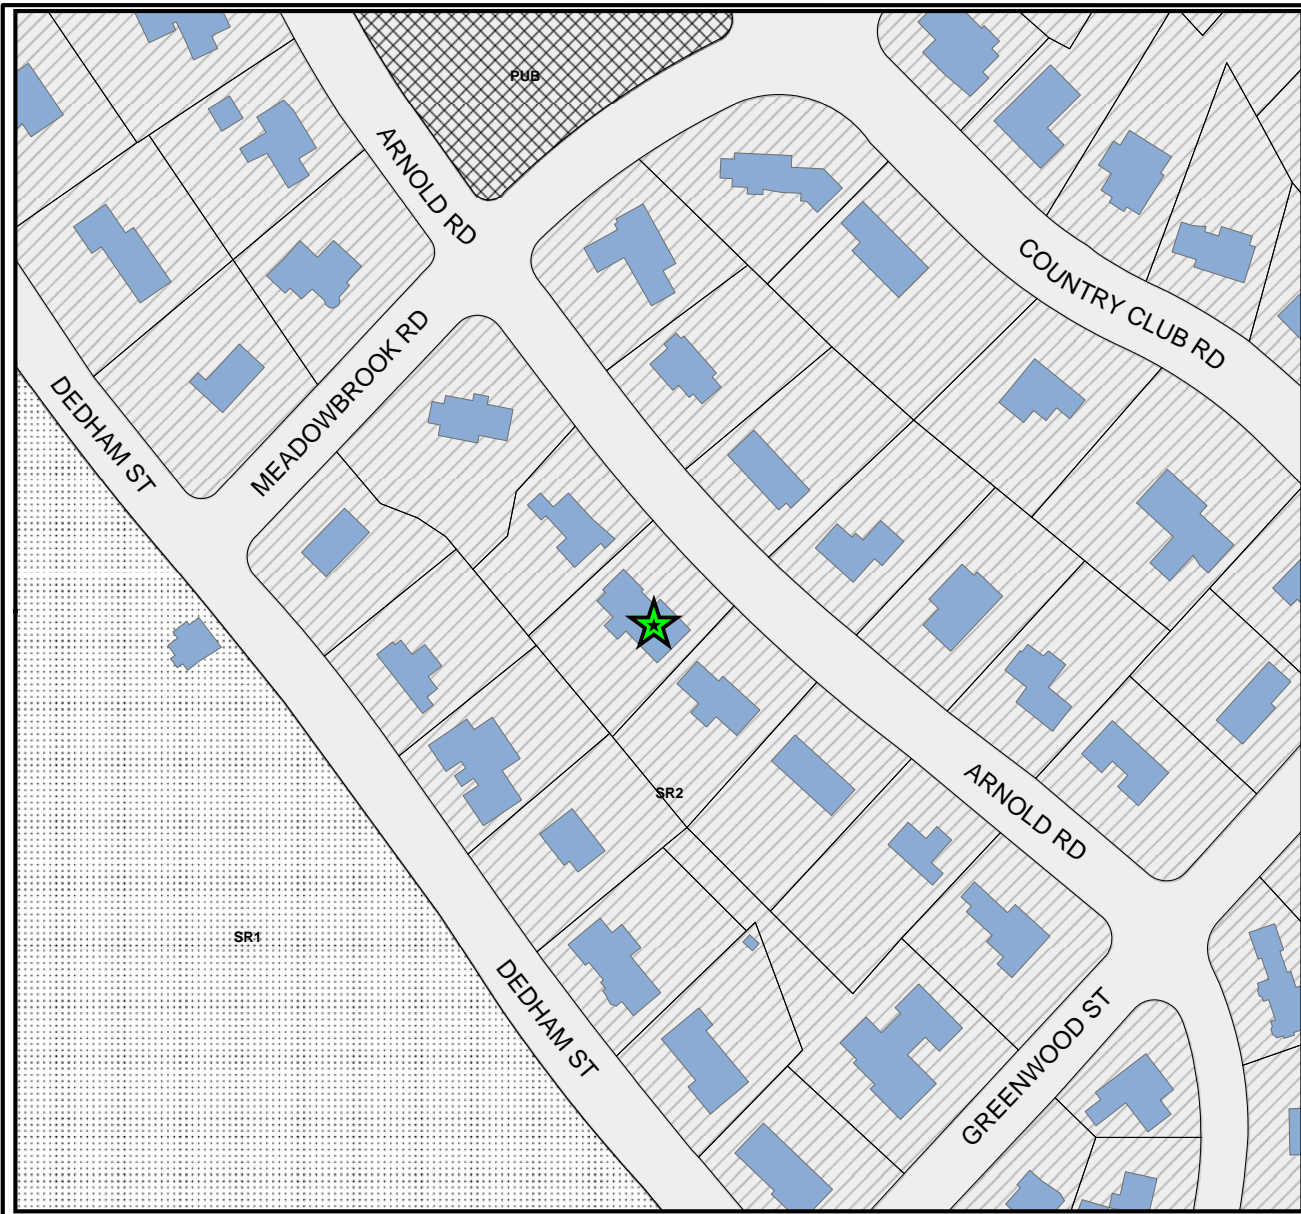 PUB
ARNOLD RD
COUNTRY CLUB RD
MEADOWBROOK RD
DEDHAM ST
SR2
ARNOLD RD
SR1
DEDHAM ST
GREENWOOD ST